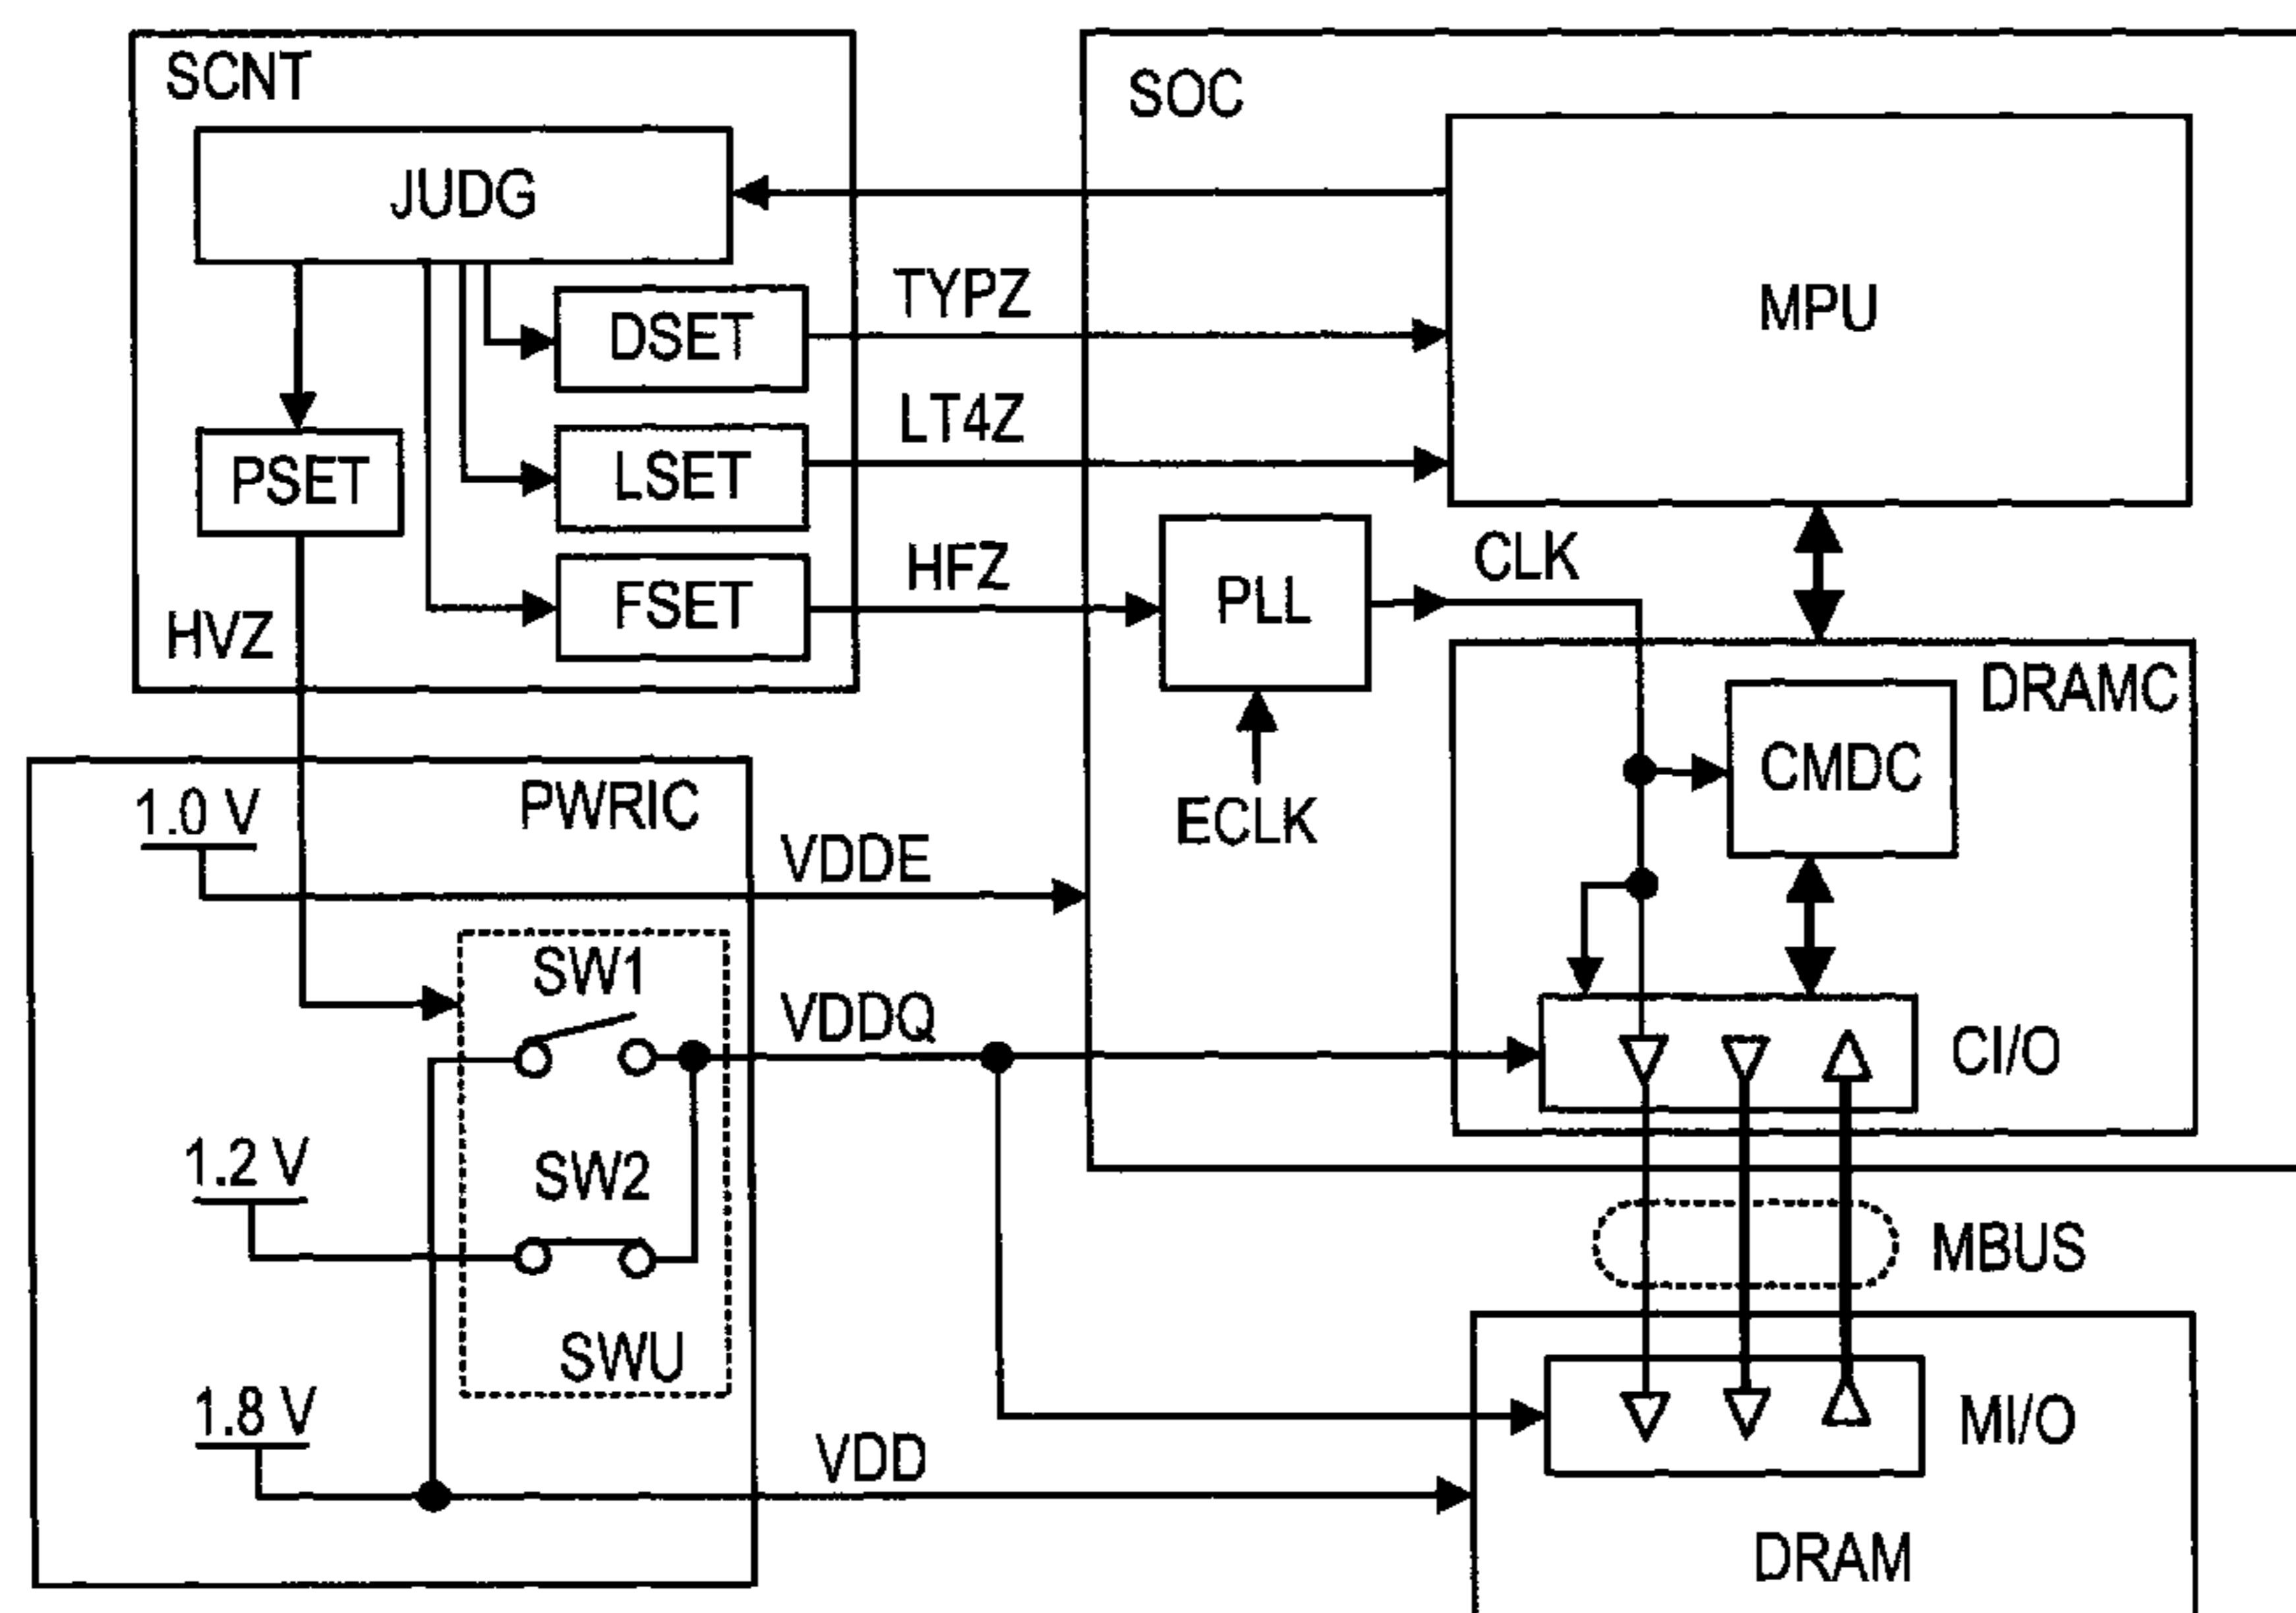 SCNT
SOC
JUDG
MPU
TYPZ
DSET
LT4Z
LSET
PSET
HFZ
FSET
PLL
CLK
HVZ
DRAMC
CMDC
ECLK
PWRIC
1.0 V
VDDE
SW1
VDDQ
CI/O
1.2 V
SW2
MBUS
SWU
1.8 V
VDD
MI/O
DRAM